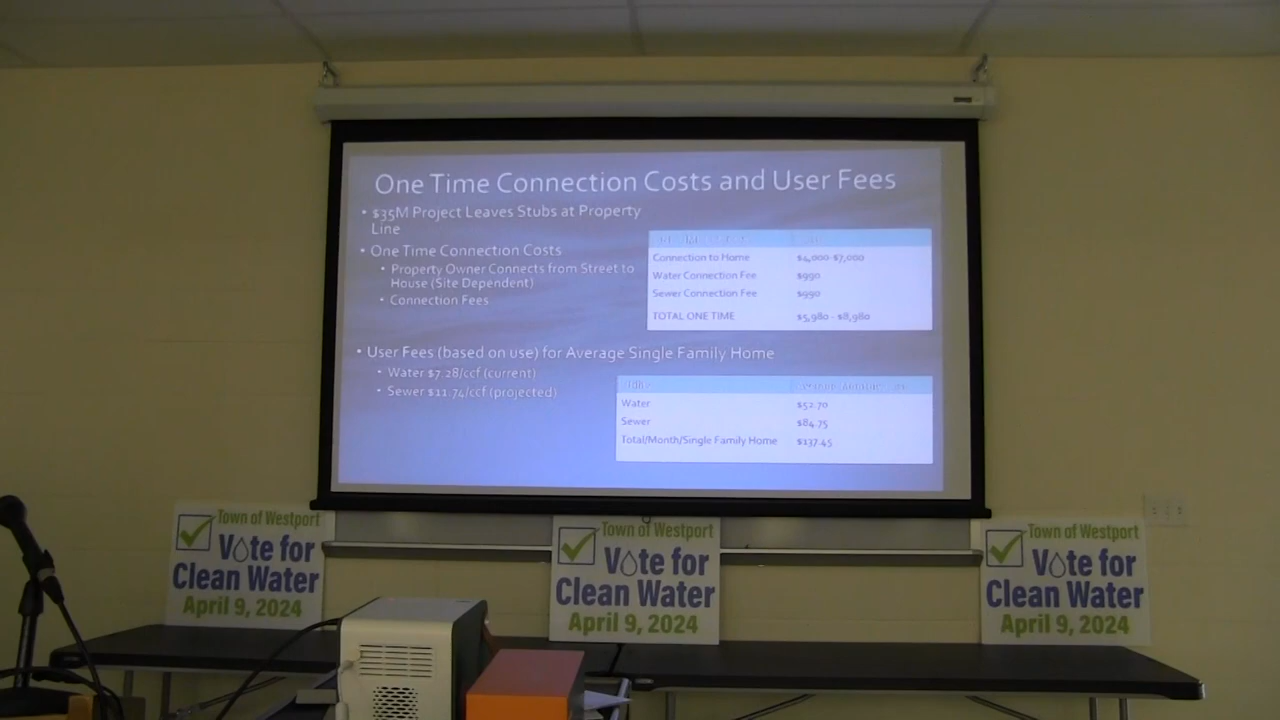 One Time Connection Costs and User Fees
• $35M Project Leaves Stubs at Property
Line
• One Time Connection Costs
• Property Owner Connects from Street to
House (Site Dependent)
• Connection Fees
Connection to Home $4,000-$7,000
Water Connection Fee $990
Sewer Connection Fee $990
TOTAL ONE TIME $5,980 - $8,980
• User Fees (based on use) for Average Single Family Home
• Water $7.28/ccf (current)
• Sewer $11.74/ccf (projected)
Water $52.70
Sewer $84.75
Total/Month/Single Family Home $137.45
Town of Westport
Vote for
Clean Water
April 9, 2024
Town of Westport
Vote for
Clean Water
April 9, 2024
Town of Westport
Vote for
Clean Water
April 9, 2024